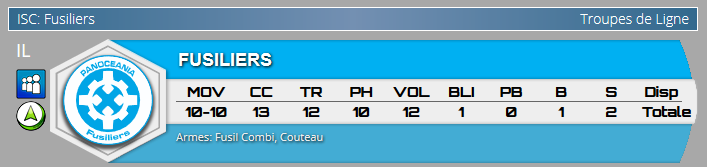 ISC: Fusiliers
Troupes de Ligne
IL
PANOCEANIA
Fusiliers
FUSILIERS
MOV CC TR PH VOL BLI PB B S Disp
10-10 13 12 10 12 1 0 1 2 Totale
Armes: Fusil Combi, Couteau